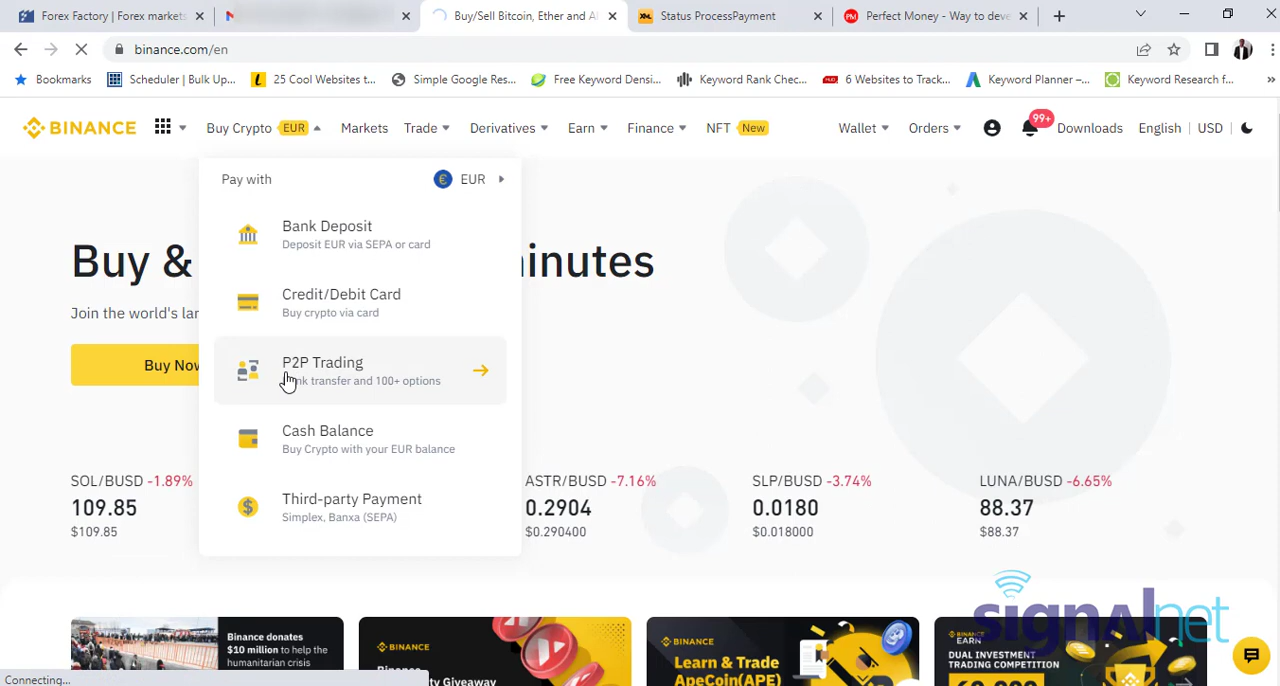 Forex Factory | Forex markets
Buy/Sell Bitcoin, Ether and Al
Status ProcessPayment
Perfect Money - Way to deve
binance.com/en
Bookmarks
Scheduler | Bulk Up...
25 Cool Websites t...
Simple Google Res...
Free Keyword Densi...
Keyword Rank Chec...
6 Websites to Track...
Keyword Planner –...
Keyword Research f...
BINANCE
Buy Crypto EUR
Markets
Trade
Derivatives
Earn
Finance
NFT New
Wallet
Orders
99+
Downloads
English
USD
Pay with
EUR
Bank Deposit
Deposit EUR via SEPA or card
Credit/Debit Card
Buy crypto via card
P2P Trading
transfer and 100+ options
Cash Balance
Buy Crypto with your EUR balance
Third-party Payment
Simplex, Banxa (SEPA)
Buy &
inutes
Join the world's lar
Buy Now
SOL/BUSD -1.89%
109.85
$109.85
ASTR/BUSD -7.16%
0.2904
$0.290400
SLP/BUSD -3.74%
0.0180
$0.018000
LUNA/BUSD -6.65%
88.37
$88.37
Binance donates
$10 million to help the
humanitarian crisis
BINANCE
Binance
Giveaway
BINANCE
Learn & Trade
ApeCoin(APE)
BINANCE
EARN
DUAL INVESTMENT
TRADING COMPETITION
signAlnet
Connecting...